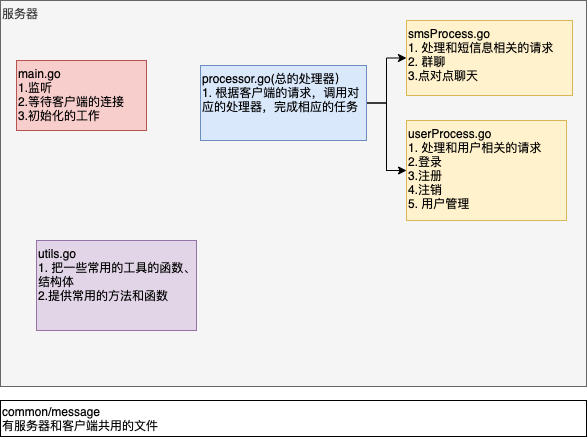 服务器
main.go
1.监听
2.等待客户端的连接
3.初始化的工作
processor.go(总的处理器）
1. 根据客户端的请求，调用对
应的处理器，完成相应的任务
smsProcess.go
1. 处理和短信息相关的请求
2. 群聊
3.点对点聊天
userProcess.go
1. 处理和用户相关的请求
2.登录
3.注册
4.注销
5. 用户管理
utils.go
1. 把一些常用的工具的函数、
结构体
2.提供常用的方法和函数
common/message
有服务器和客户端共用的文件